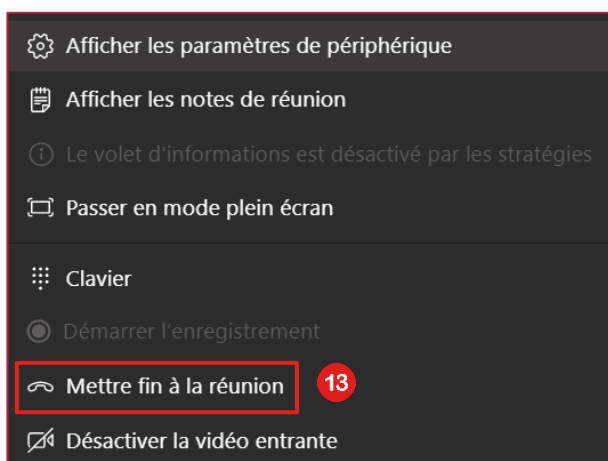 Afficher les paramètres de périphérique
Afficher les notes de réunion
Le volet d'informations est désactivé par les stratégies
Passer en mode plein écran
Clavier
Démarrer l'enregistrement
Mettre fin à la réunion 13
Désactiver la vidéo entrante